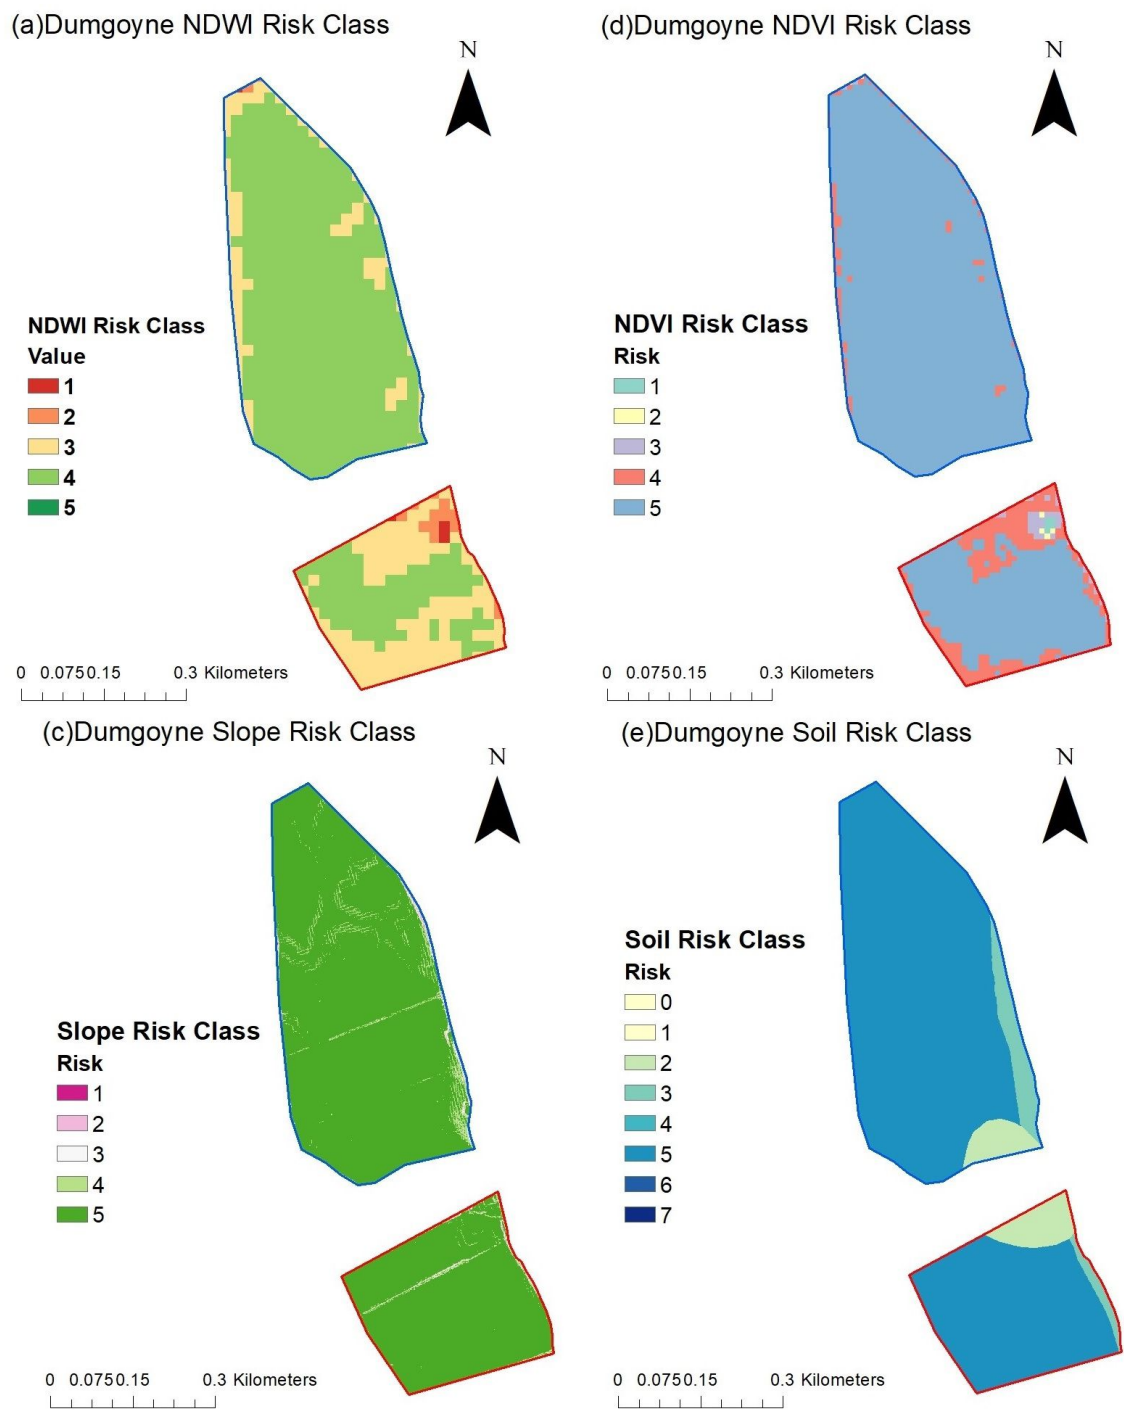 (a)Dumgoyne NDWI Risk Class
N
NDWI Risk Class
Value
1
2
3
4
5
0 0.0750.15 0.3 Kilometers
(d)Dumgoyne NDVI Risk Class
N
NDVI Risk Class
Risk
1
2
3
4
5
0 0.0750.15 0.3 Kilometers
(c)Dumgoyne Slope Risk Class
N
Slope Risk Class
Risk
1
2
3
4
5
0 0.0750.15 0.3 Kilometers
(e)Dumgoyne Soil Risk Class
N
Soil Risk Class
Risk
0
1
2
3
4
5
6
7
0 0.0750.15 0.3 Kilometers